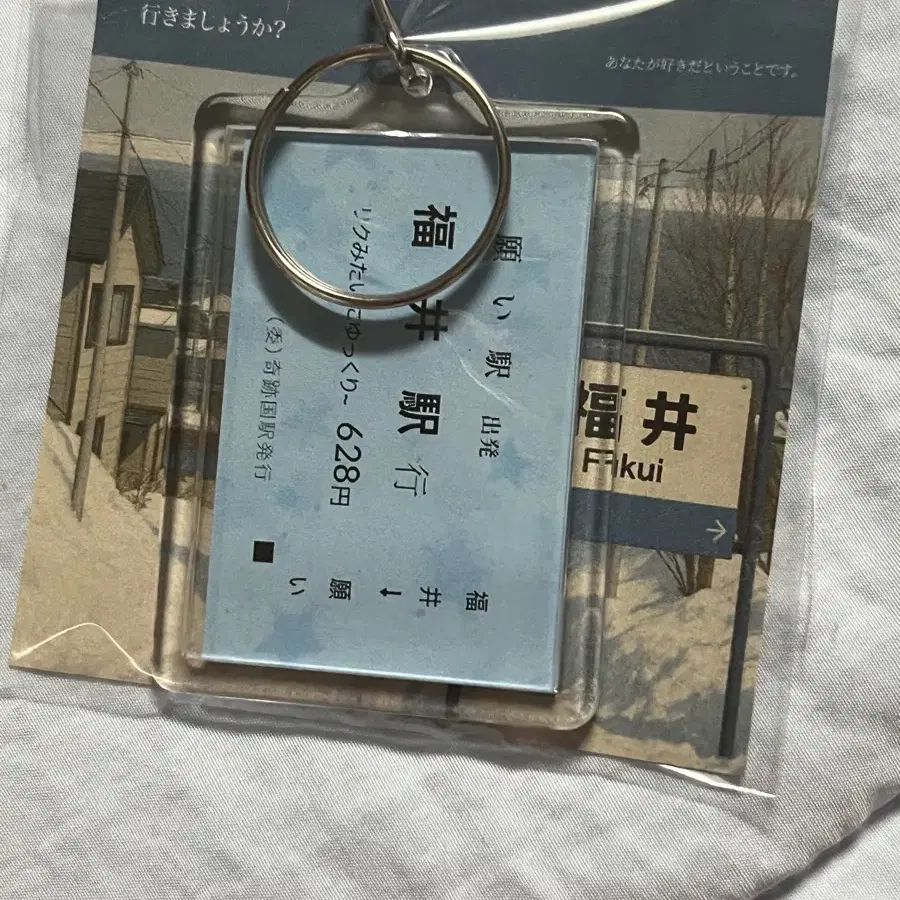 行きましょうか?
あなたが好きだということです。
願い駅 出発
福井駅 行
リクみたいにゆっくり~ 628円
(委)奇跡国駅発行
■
福井→願い
福井
Fukui
↑